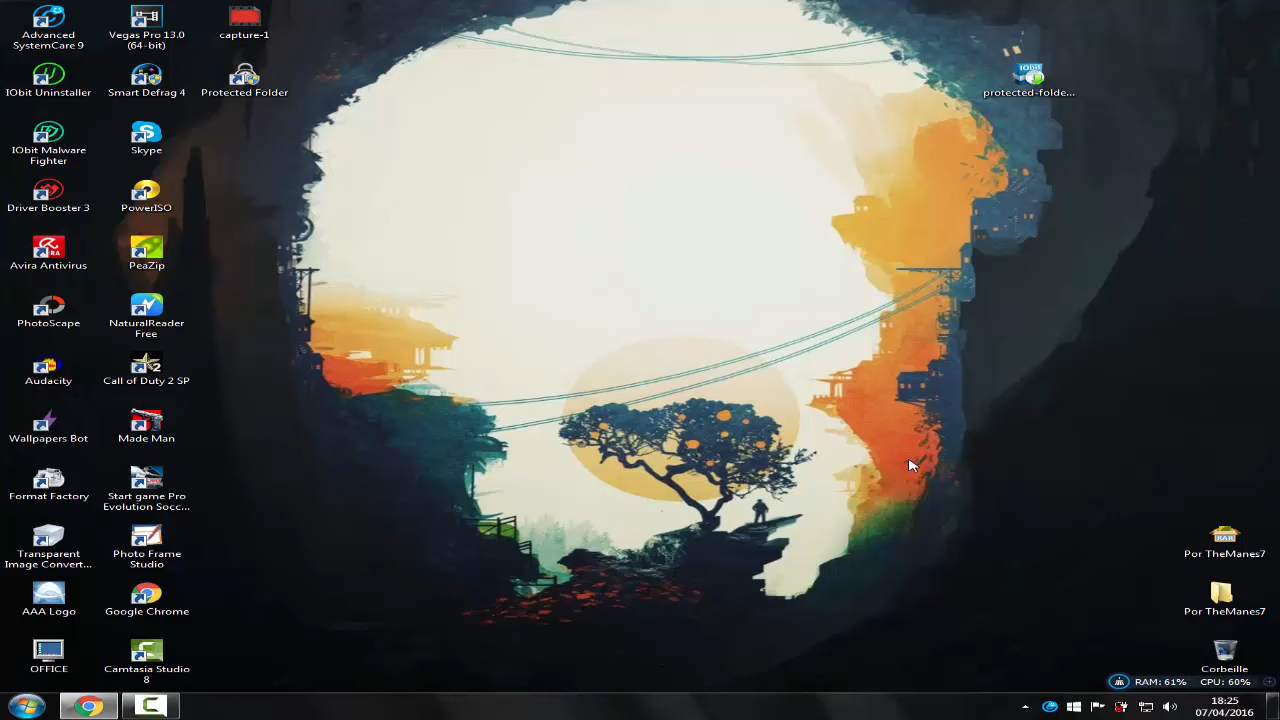 Advanced
SystemCare 9
IObit Uninstaller
IObit Malware
Fighter
Driver Booster 3
Avira Antivirus
PhotoScape
Audacity
Wallpapers Bot
Format Factory
Transparent
Image Convert...
AAA Logo
OFFICE
Vegas Pro 13.0
(64-bit)
Smart Defrag 4
Skype
PowerISO
PeaZip
NaturalReader
Free
Call of Duty 2 SP
Made Man
Start game Pro
Evolution Socc...
Photo Frame
Studio
Google Chrome
Camtasia Studio
8
capture-1
Protected Folder
IObit
protected-folde...
RAR
Por TheManes7
Por TheManes7
Corbeille
RAM: 61% CPU: 60%
18:25
07/04/2016